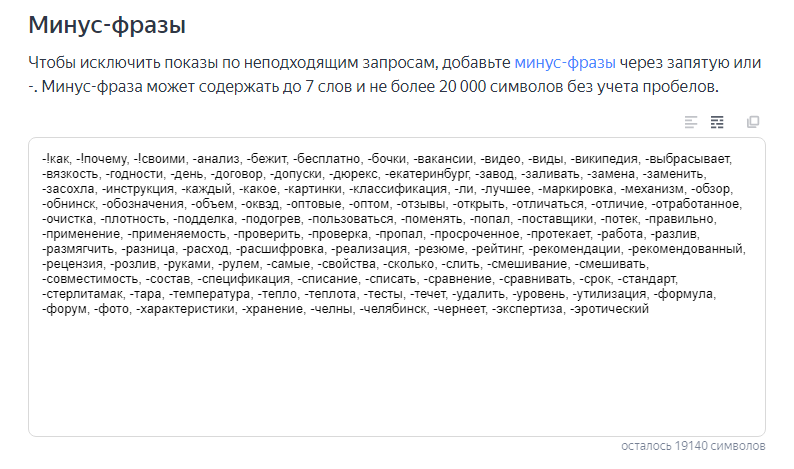 Минус-фразы
Чтобы исключить показы по неподходящим запросам, добавьте минус-фразы через запятую или
-. Минус-фраза может содержать до 7 слов и не более 20 000 символов без учета пробелов.
-!как, -!почему, -!своими, -анализ, -бежит, -бесплатно, -бочки, -вакансии, -видео, -виды, -википедия, -выбрасывает,
-вязкость, -годности, -день, -договор, -допуски, -дюрекс, -екатеринбург, -завод, -заливать, -замена, -заменить,
-засохла, -инструкция, -каждый, -какое, -картинки, -классификация, -ли, -лучшее, -маркировка, -механизм, -обзор,
-обнинск, -обозначения, -объем, -оквэд, -оптовые, -оптом, -отзывы, -открыть, -отличаться, -отличие, -отработанное,
-очистка, -плотность, -подделка, -подогрев, -пользоваться, -поменять, -попал, -поставщики, -потек, -правильно,
-применение, -применяемость, -проверить, -проверка, -пропал, -просроченное, -протекает, -работа, -разлив,
-размягчить, -разница, -расход, -расшифровка, -реализация, -резюме, -рейтинг, -рекомендации, -рекомендованный,
-рецензия, -розлив, -руками, -рулем, -самые, -свойства, -сколько, -слить, -смешивание, -смешивать,
-совместимость, -состав, -спецификация, -списание, -списать, -сравнение, -сравнивать, -срок, -стандарт,
-стерлитамак, -тара, -температура, -тепло, -теплота, -тесты, -течет, -удалить, -уровень, -утилизация, -формула,
-форум, -фото, -характеристики, -хранение, -челны, -челябинск, -чернеет, -экспертиза, -эротический
осталось 19140 символов